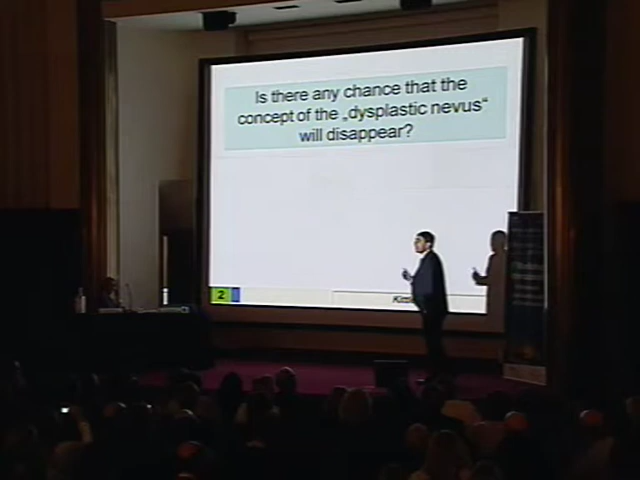 Is there any chance that the
concept of the „dysplastic nevus“
will disappear?
2